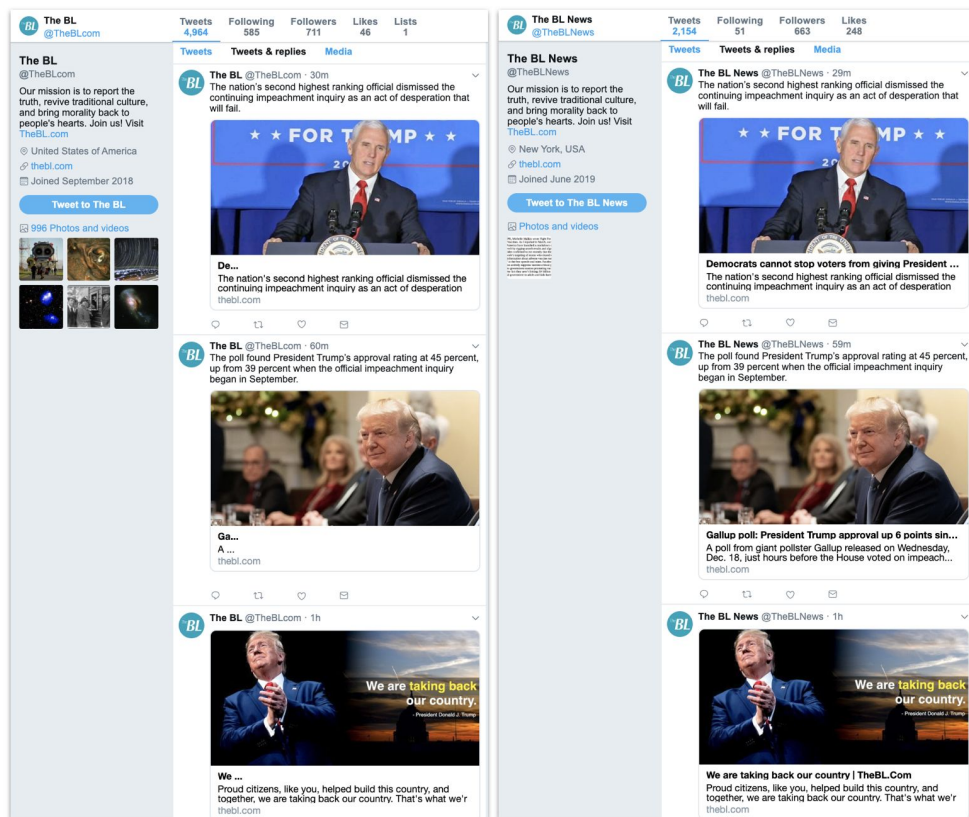 BL
The BL
@TheBLcom
Tweets
4,964
Following
585
Followers
711
Likes
46
Lists
1
Tweets
Tweets & replies
Media
The BL
@TheBLcom
Our mission is to report the
truth, revive traditional culture,
and bring morality back to
people's hearts. Join us! Visit
TheBL.com
United States of America
thebl.com
Joined September 2018
Tweet to The BL
996 Photos and videos
BL
The BL @TheBLcom · 30m
The nation's second highest ranking official dismissed the
continuing impeachment inquiry as an act of desperation that
will fail.
FOR T MP
20
De...
The nation's second highest ranking official dismissed the
continuing impeachment inquiry as an act of desperation
thebl.com
BL
The BL @TheBLcom · 60m
The poll found President Trump's approval rating at 45 percent,
up from 39 percent when the official impeachment inquiry
began in September.
Ga...
A ...
thebl.com
BL
The BL @TheBLcom · 1h
We are taking back
our country.
- President Donald J. Trump
We ...
Proud citizens, like you, helped build this country, and
together, we are taking back our country. That's what we'r
thebl.com
BL
The BL News
@TheBLNews
Tweets
2,154
Following
51
Followers
663
Likes
248
Tweets
Tweets & replies
Media
The BL News
@TheBLNews
Our mission is to report the
truth, revive traditional culture,
and bring morality back to
people's hearts. Join us! Visit
TheBL.com
New York, USA
thebl.com
Joined June 2019
Tweet to The BL News
Photos and videos
BL
The BL News @TheBLNews · 29m
The nation's second highest ranking official dismissed the
continuing impeachment inquiry as an act of desperation that
will fail.
FOR T MP
20
Democrats cannot stop voters from giving President ...
The nation's second highest ranking official dismissed the
continuing impeachment inquiry as an act of desperation
thebl.com
BL
The BL News @TheBLNews · 59m
The poll found President Trump's approval rating at 45 percent,
up from 39 percent when the official impeachment inquiry
began in September.
Gallup poll: President Trump approval up 6 points sin...
A poll from giant pollster Gallup released on Wednesday,
Dec. 18, just hours before the House voted on impeach...
thebl.com
BL
The BL News @TheBLNews · 1h
We are taking back
our country.
- President Donald J. Trump
We are taking back our country | TheBL.Com
Proud citizens, like you, helped build this country, and
together, we are taking back our country. That's what we'r
thebl.com